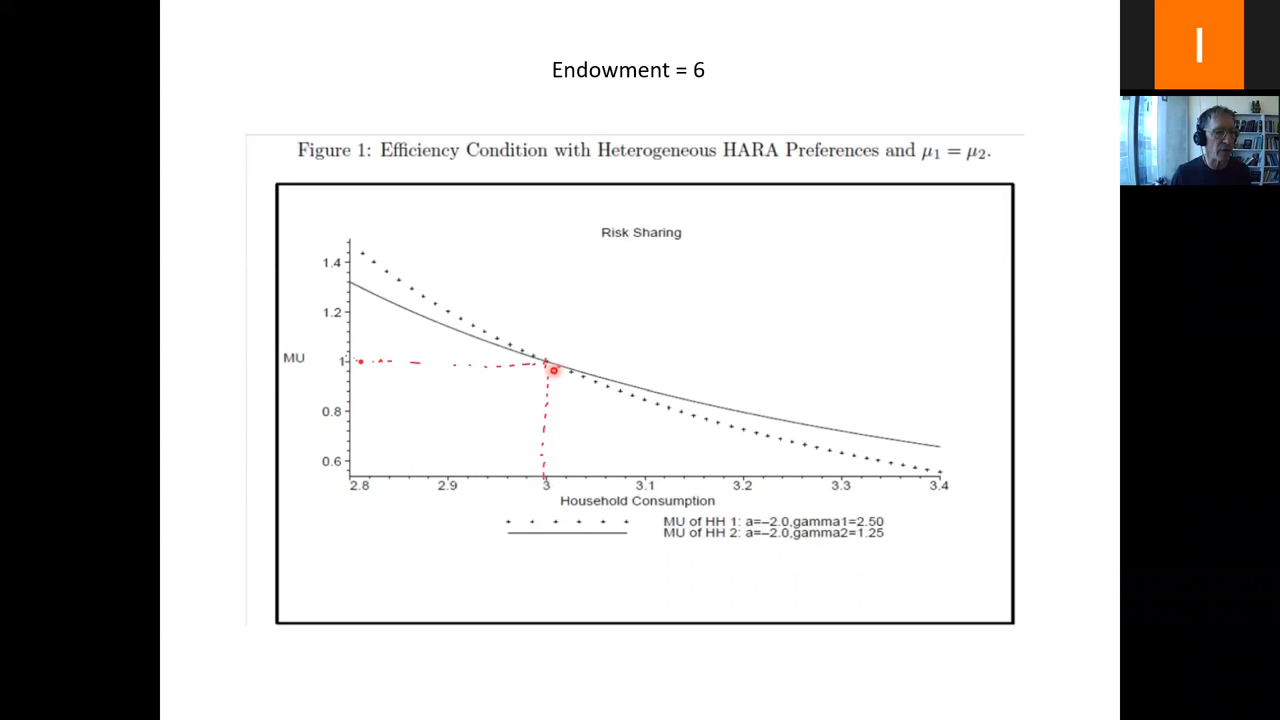 Endowment = 6
I
Figure 1: Efficiency Condition with Heterogeneous HARA Preferences and μ₁ = μ₂.
Risk Sharing
1.4
1.2
MU
1
0.8
0.6
2.8 2.9 3 3.1 3.2 3.3 3.4
Household Consumption
MU of HH 1: a=–2.0,gamma1=2.50
MU of HH 2: a=–2.0,gamma2=1.25